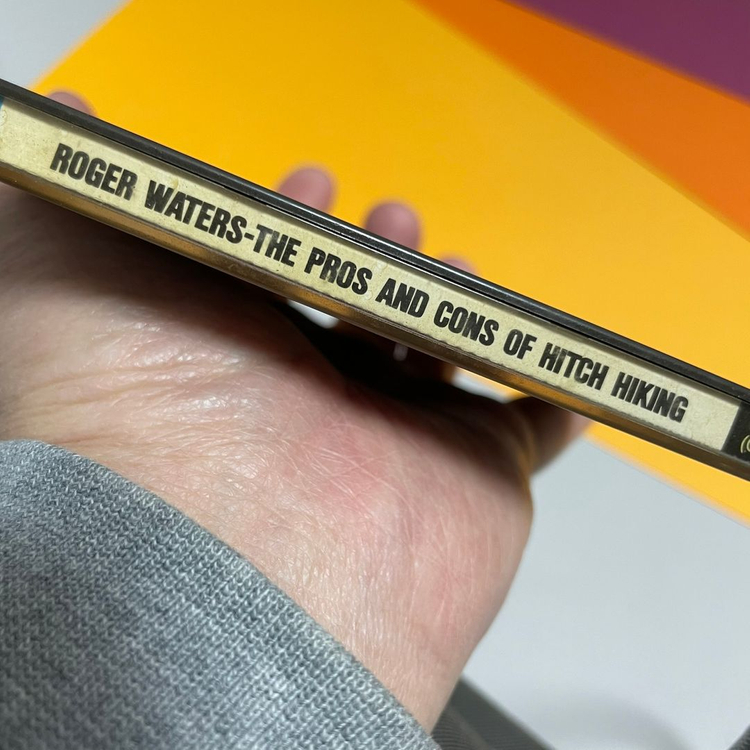 ROGER WATERS-THE PROS AND CONS OF HITCH HIKING